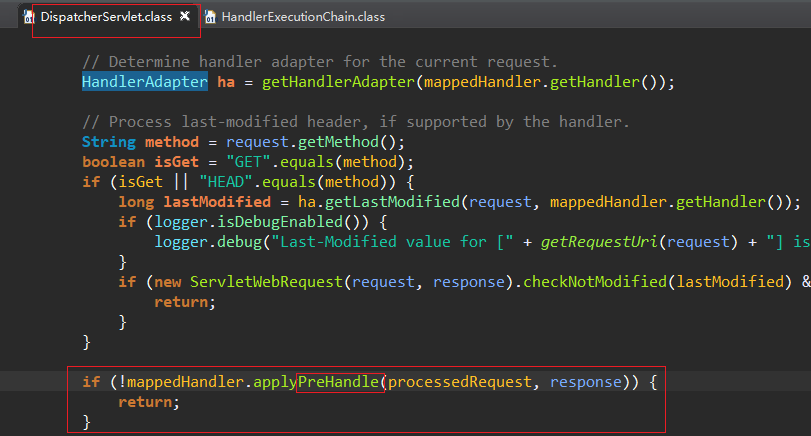 DispatcherServlet.class HandlerExecutionChain.class
// Determine handler adapter for the current request.
HandlerAdapter ha = getHandlerAdapter(mappedHandler.getHandler());
// Process last-modified header, if supported by the handler.
String method = request.getMethod();
boolean isGet = "GET".equals(method);
if (isGet || "HEAD".equals(method)) {
long lastModified = ha.getLastModified(request, mappedHandler.getHandler());
if (logger.isDebugEnabled()) {
logger.debug("Last-Modified value for [" + getRequestUri(request) + "] is
}
if (new ServletWebRequest(request, response).checkNotModified(lastModified) &
return;
}
}
if (!mappedHandler.applyPreHandle(processedRequest, response)) {
return;
}